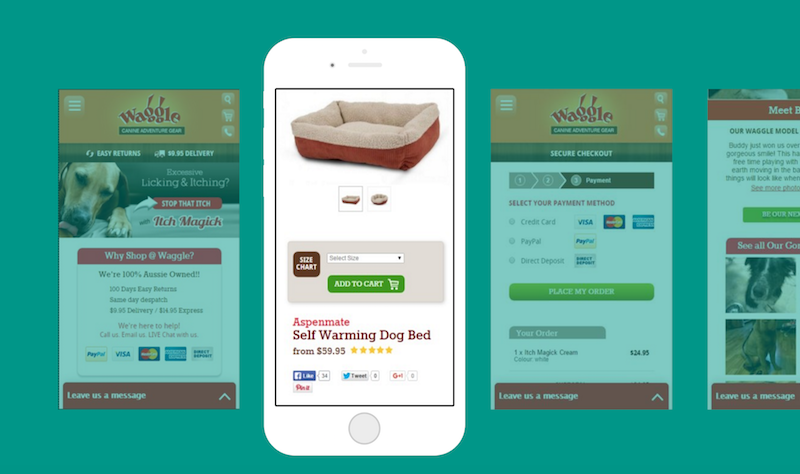 Waggle
CANINE ADVENTURE GEAR
EASY RETURNS $9.95 DELIVERY
Excessive
Licking & Itching?
STOP THAT ITCH
Itch Magick
Why Shop @ Waggle?
We're 100% Aussie Owned!!
100 Days Easy Returns
Same day despatch
$9.95 Delivery / $14.95 Express
We're here to help!
Call us. Email us. LIVE Chat with us.
PayPal VISA DIRECT DEPOSIT
Leave us a message
SIZE CHART
Select Size
ADD TO CART
Aspenmate
Self Warming Dog Bed
from $59.95
Like 34 Tweet 0 G+1 0
Pin it
Waggle
CANINE ADVENTURE GEAR
SECURE CHECKOUT
1 2 3 Payment
SELECT YOUR PAYMENT METHOD
Credit Card VISA
PayPal PayPal
Direct Deposit DIRECT DEPOSIT
PLACE MY ORDER
Your Order
1 x Itch Magick Cream $24.95
Colour: white
Leave us a message
Meet B
OUR WAGGLE MODEL
Buddy just won us over
gorgeous smile! This ha
free time playing with
earth moving in the ba
things will look like when
See more photos
BE OUR NEX
See all Our Gor
Leave us a message